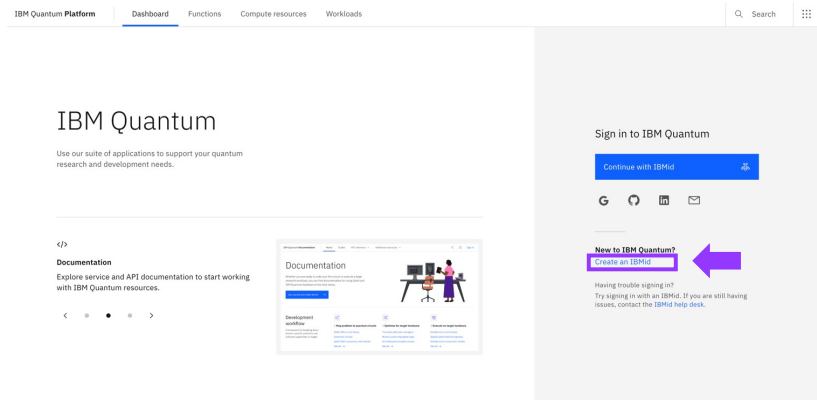 IBM Quantum Platform
Dashboard
Functions
Compute resources
Workloads
Search
IBM Quantum
Use our suite of applications to support your quantum
research and development needs.
</>
Documentation
Explore service and API documentation to start working
with IBM Quantum resources.
Documentation
Development
workflow
Sign in to IBM Quantum
Continue with IBMid
New to IBM Quantum?
Create an IBMid
Having trouble signing in?
Try signing in with an IBMid. If you are still having
issues, contact the IBMid help desk.